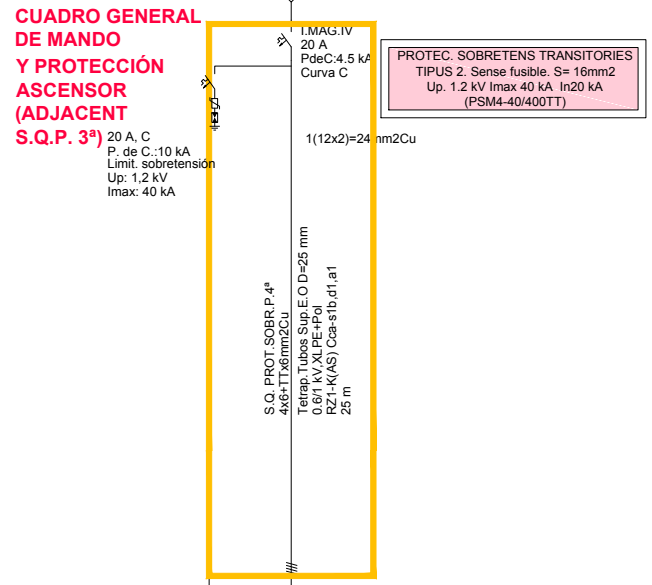 CUADRO GENERAL
DE MANDO
Y PROTECCIÓN
ASCENSOR
(ADJACENT
S.Q.P. 3ª)
20 A, C
P. de C.:10 kA
Limit. sobretensión
Up: 1,2 kV
Imax: 40 kA
I.MAG.IV
20 A
PdeC:4.5 kA
Curva C
PROTEC. SOBRETENS TRANSITORIES
TIPUS 2. Sense fusible. S= 16mm2
Up. 1.2 kV Imax 40 kA In20 kA
(PSM4-40/400TT)
1(12x2)=24mm2Cu
S.Q. PROT.SOBR.P.4ª
4x6+TTx6mm2Cu
Tetrap.Tubos Sup.E.O D=25 mm
0.6/1 kV,XLPE+Pol
RZ1-K(AS) Cca-s1b,d1,a1
25 m